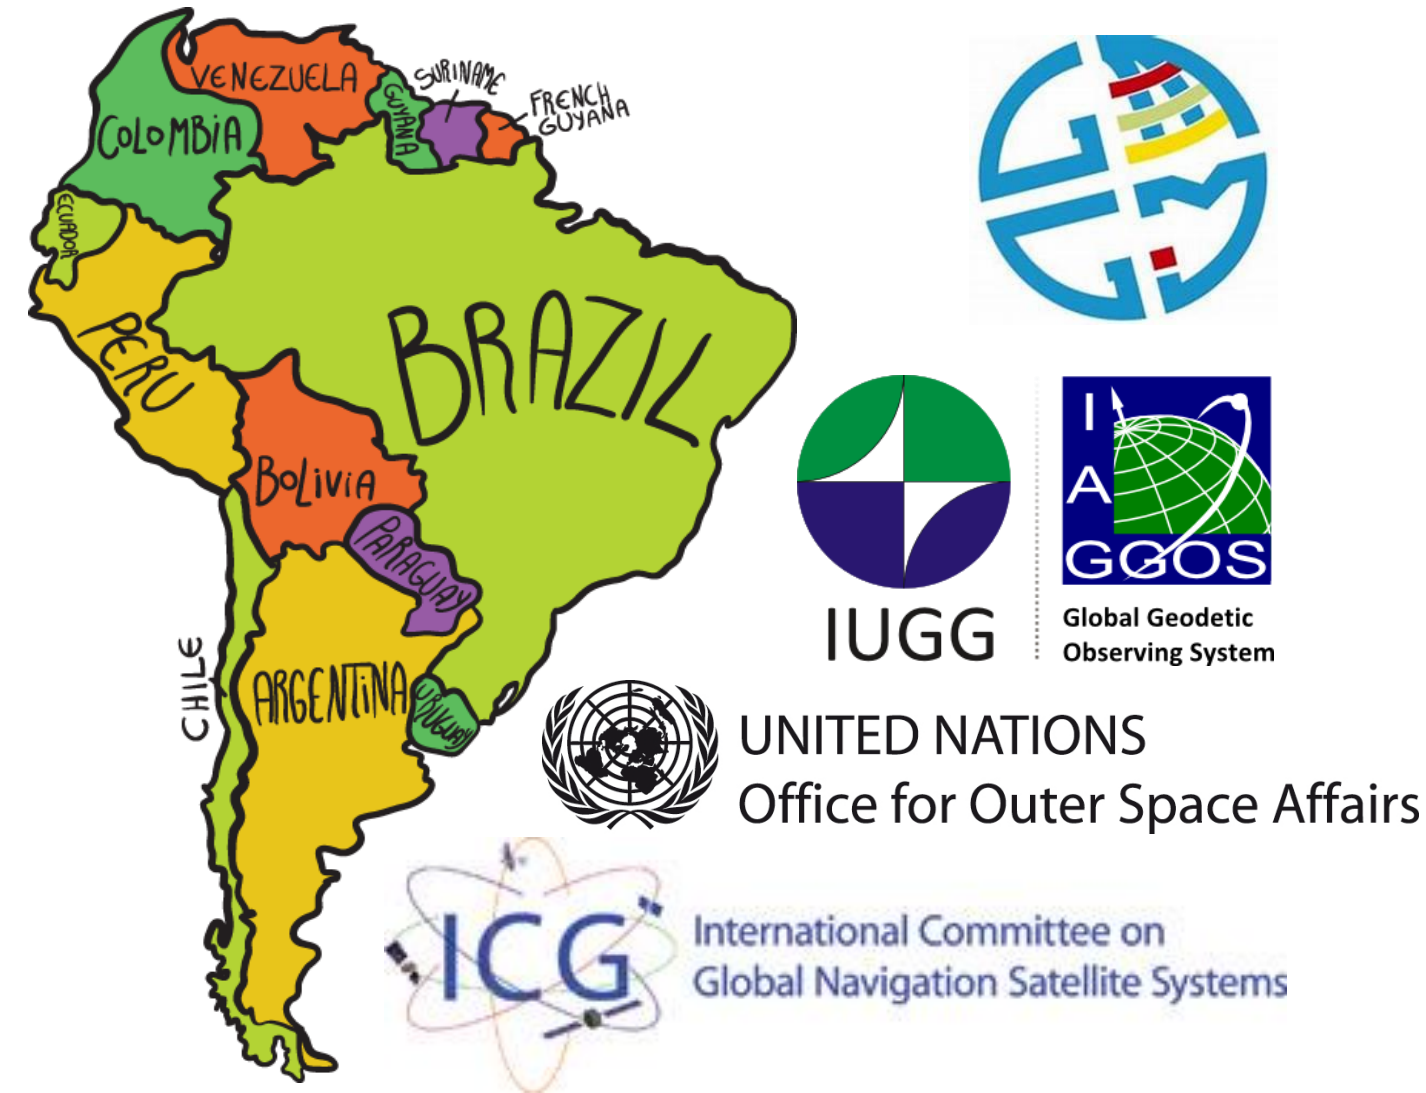 VENEZUELA
SURINAME
GUYANA
FRENCH
GUYANA
COLOMBIA
ECUADOR
PERU
BRAZIL
BOLIVIA
PARAGUAY
CHILE
ARGENTINA
URUGUAY
I
A
GGOS
IUGG
Global Geodetic
Observing System
UNITED NATIONS
Office for Outer Space Affairs
ICG
International Committee on
Global Navigation Satellite Systems